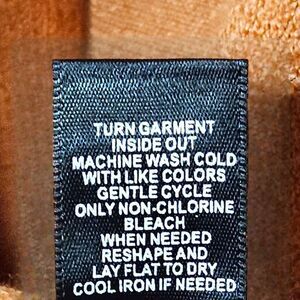 TURN GARMENT
INSIDE OUT
MACHINE WASH COLD
WITH LIKE COLORS
GENTLE CYCLE
ONLY NON-CHLORINE
BLEACH
WHEN NEEDED
RESHAPE AND
LAY FLAT TO DRY
COOL IRON IF NEEDED